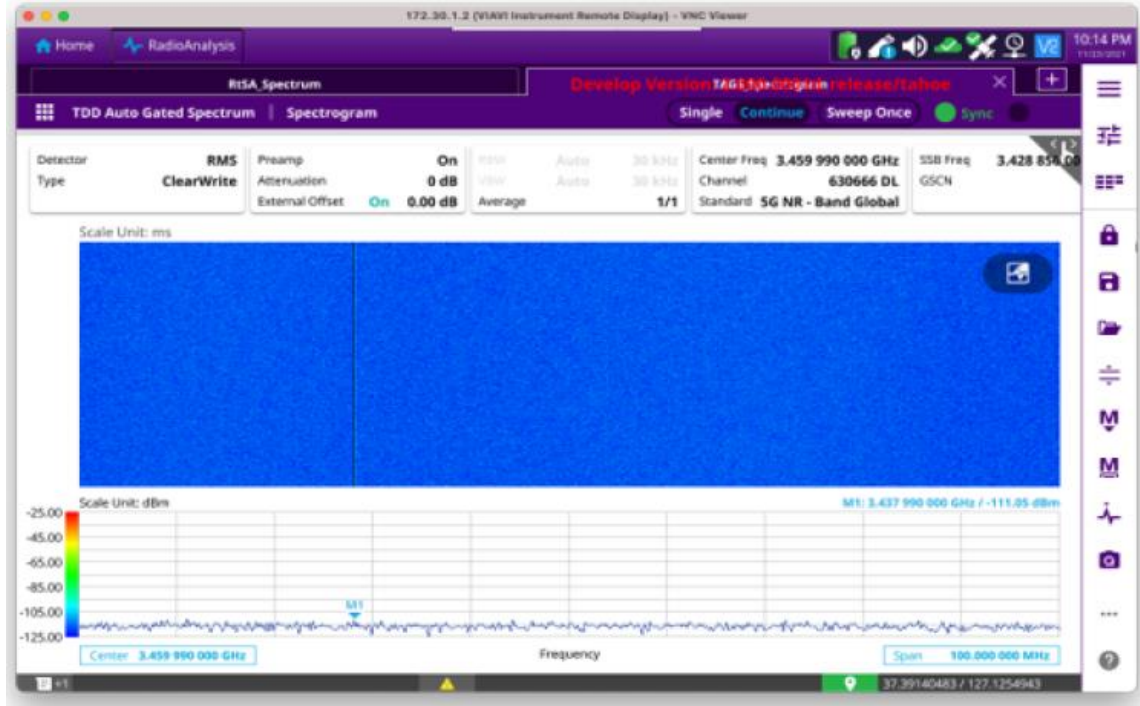 172.30.1.2 (VIAVI Instrument Remote Display) - VNC Viewer
Home RadioAnalysis
10:14 PM
RtSA_Spectrum
Develop Version release/tahoe
TDD Auto Gated Spectrum | Spectrogram
Single Continue Sweep Once Sync
Detector RMS
Type ClearWrite
Preamp On
Attenuation 0 dB
External Offset On 0.00 dB
RBW Auto 30 kHz
VBW Auto 30 kHz
Average 1/1
Center Freq 3.459 990 000 GHz
Channel 630666 DL
Standard 5G NR - Band Global
SSB Freq 3.428 
GSCN
Scale Unit: ms
Scale Unit: dBm
M1: 3.437 990 000 GHz / -111.05 dBm
-25.00
-45.00
-65.00
-85.00
-105.00
-125.00
M1
Center 3.459 990 000 GHz
Frequency
Span 100.000 000 MHz
+1
37.39140483 / 127.1254943